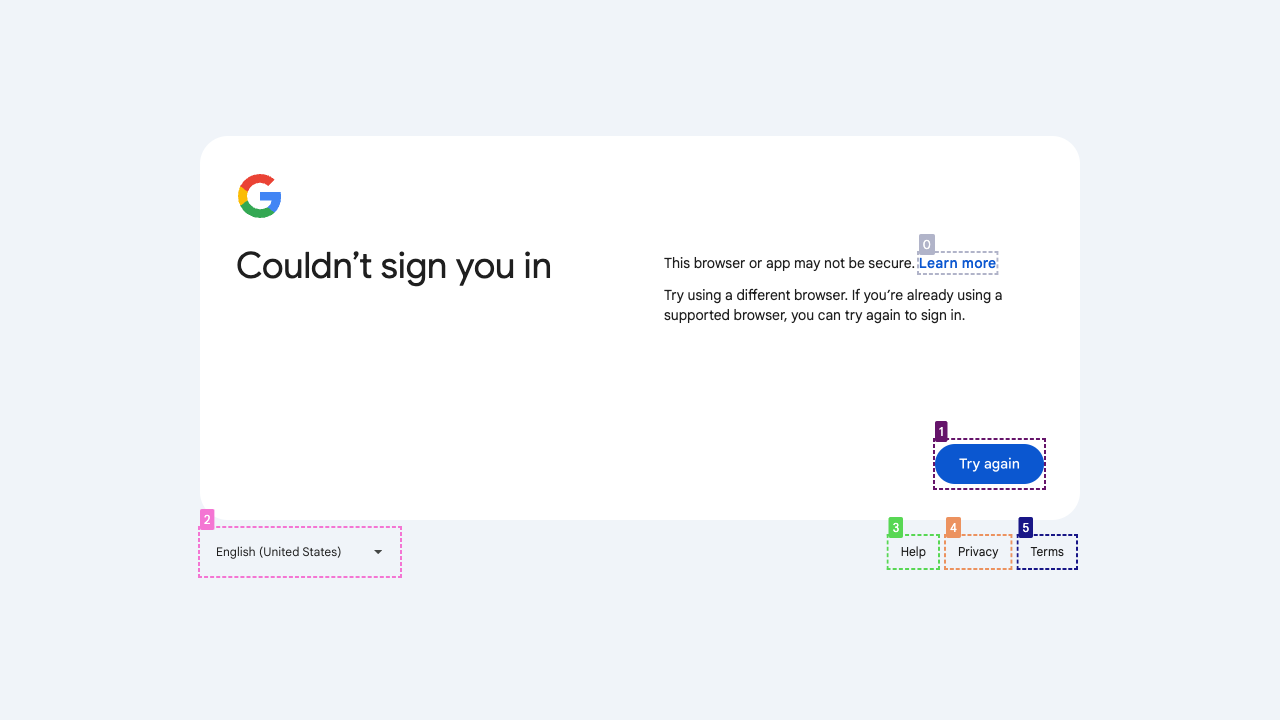 Couldn’t sign you in
0
This browser or app may not be secure. Learn more
Try using a different browser. If you’re already using a
supported browser, you can try again to sign in.
1
Try again
2
English (United States)
3
Help
4
Privacy
5
Terms